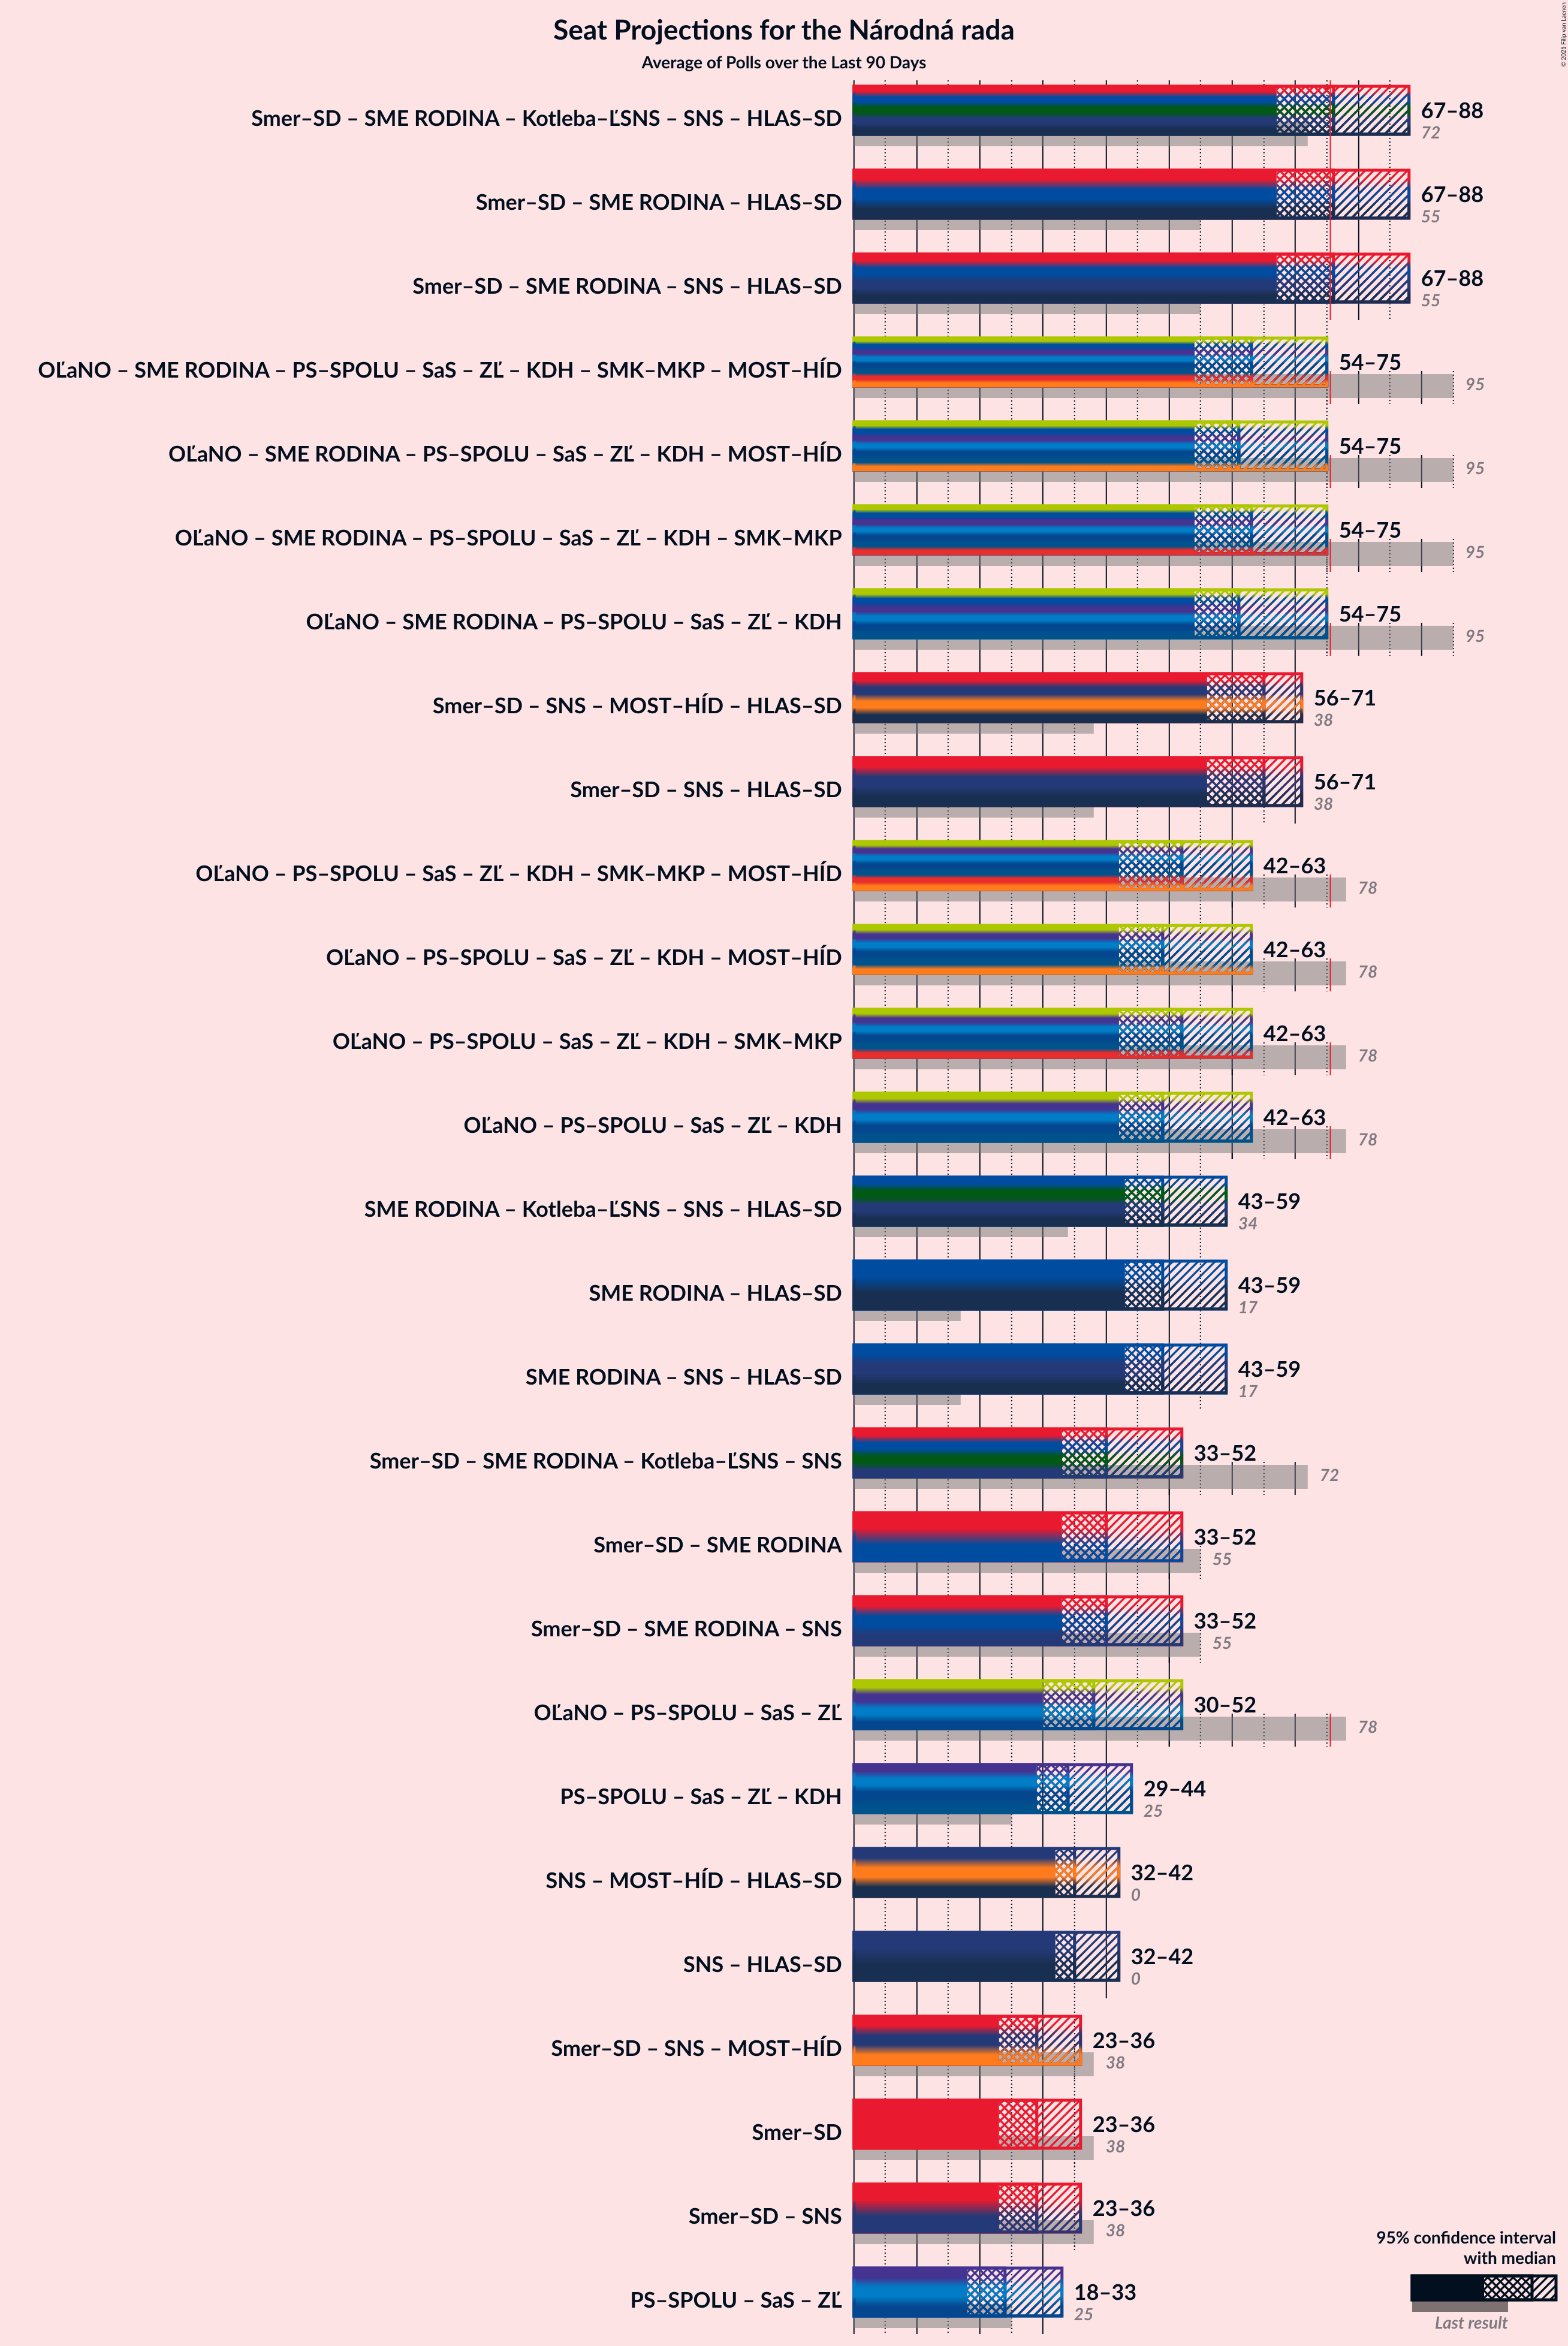 Seat Projections for the Národná rada
Average of Polls over the Last 90 Days
© 2021 Filip van Laenen
Smer–SD – SME RODINA – Kotleba–ĽSNS – SNS – HLAS–SD
67–88
72
Smer–SD – SME RODINA – HLAS–SD
67–88
55
Smer–SD – SME RODINA – SNS – HLAS–SD
67–88
55
OĽaNO – SME RODINA – PS–SPOLU – SaS – ZĽ – KDH – SMK–MKP – MOST–HÍD
54–75
95
OĽaNO – SME RODINA – PS–SPOLU – SaS – ZĽ – KDH – MOST–HÍD
54–75
95
OĽaNO – SME RODINA – PS–SPOLU – SaS – ZĽ – KDH – SMK–MKP
54–75
95
OĽaNO – SME RODINA – PS–SPOLU – SaS – ZĽ – KDH
54–75
95
Smer–SD – SNS – MOST–HÍD – HLAS–SD
56–71
38
Smer–SD – SNS – HLAS–SD
56–71
38
OĽaNO – PS–SPOLU – SaS – ZĽ – KDH – SMK–MKP – MOST–HÍD
42–63
78
OĽaNO – PS–SPOLU – SaS – ZĽ – KDH – MOST–HÍD
42–63
78
OĽaNO – PS–SPOLU – SaS – ZĽ – KDH – SMK–MKP
42–63
78
OĽaNO – PS–SPOLU – SaS – ZĽ – KDH
42–63
78
SME RODINA – Kotleba–ĽSNS – SNS – HLAS–SD
43–59
34
SME RODINA – HLAS–SD
43–59
17
SME RODINA – SNS – HLAS–SD
43–59
17
Smer–SD – SME RODINA – Kotleba–ĽSNS – SNS
33–52
72
Smer–SD – SME RODINA
33–52
55
Smer–SD – SME RODINA – SNS
33–52
55
OĽaNO – PS–SPOLU – SaS – ZĽ
30–52
78
PS–SPOLU – SaS – ZĽ – KDH
29–44
25
SNS – MOST–HÍD – HLAS–SD
32–42
0
SNS – HLAS–SD
32–42
0
Smer–SD – SNS – MOST–HÍD
23–36
38
Smer–SD
23–36
38
Smer–SD – SNS
23–36
38
PS–SPOLU – SaS – ZĽ
18–33
25
95% confidence interval
with median
Last result